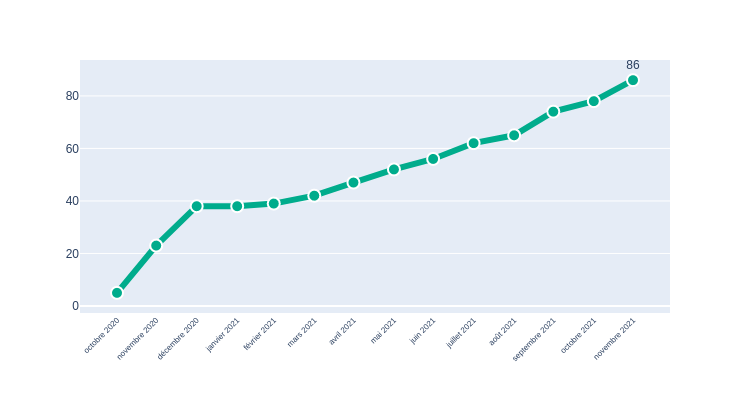 86
80
60
40
20
0
octobre 2020
novembre 2020
décembre 2020
janvier 2021
février 2021
mars 2021
avril 2021
mai 2021
juin 2021
juillet 2021
août 2021
septembre 2021
octobre 2021
novembre 2021